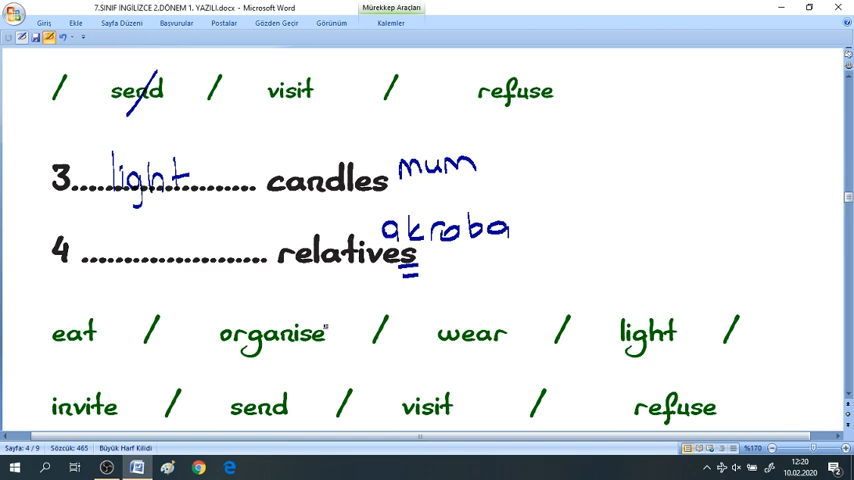 7.SINIF İNGİLİZCE 2.DÖNEM 1. YAZILI.docx - Microsoft Word
Mürekkep Araçları
Giriş Ekle Sayfa Düzeni Başvurular Postalar Gözden Geçir Görünüm Kalemler
/ send / visit / refuse
3 light ........................... candles mum
4 ........................... relatives akroba
eat / organise / wear / light /
invite / send / visit / refuse
Sayfa: 4 / 9 Sözcük: 465 Büyük Harf Kilidi %170
12:20
10.02.2020